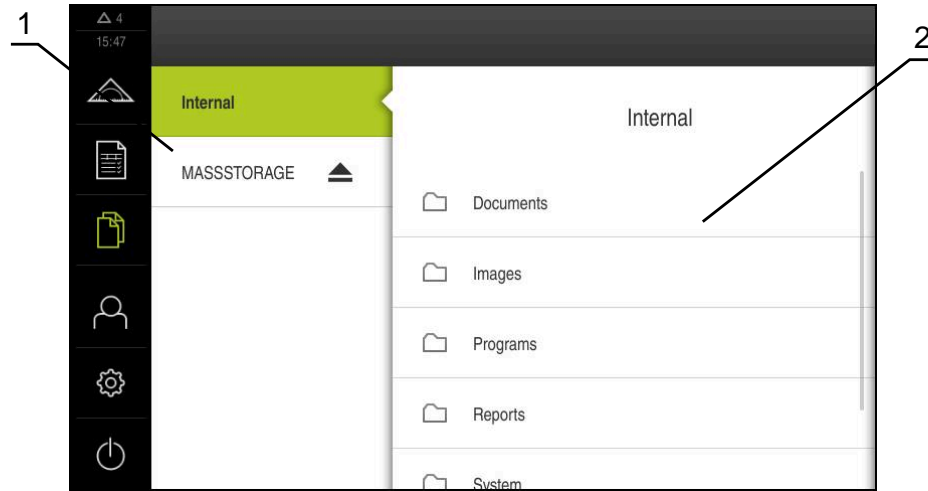 1
4
15:47
2
Internal
MASSSTORAGE
Internal
Documents
Images
Programs
Reports
System